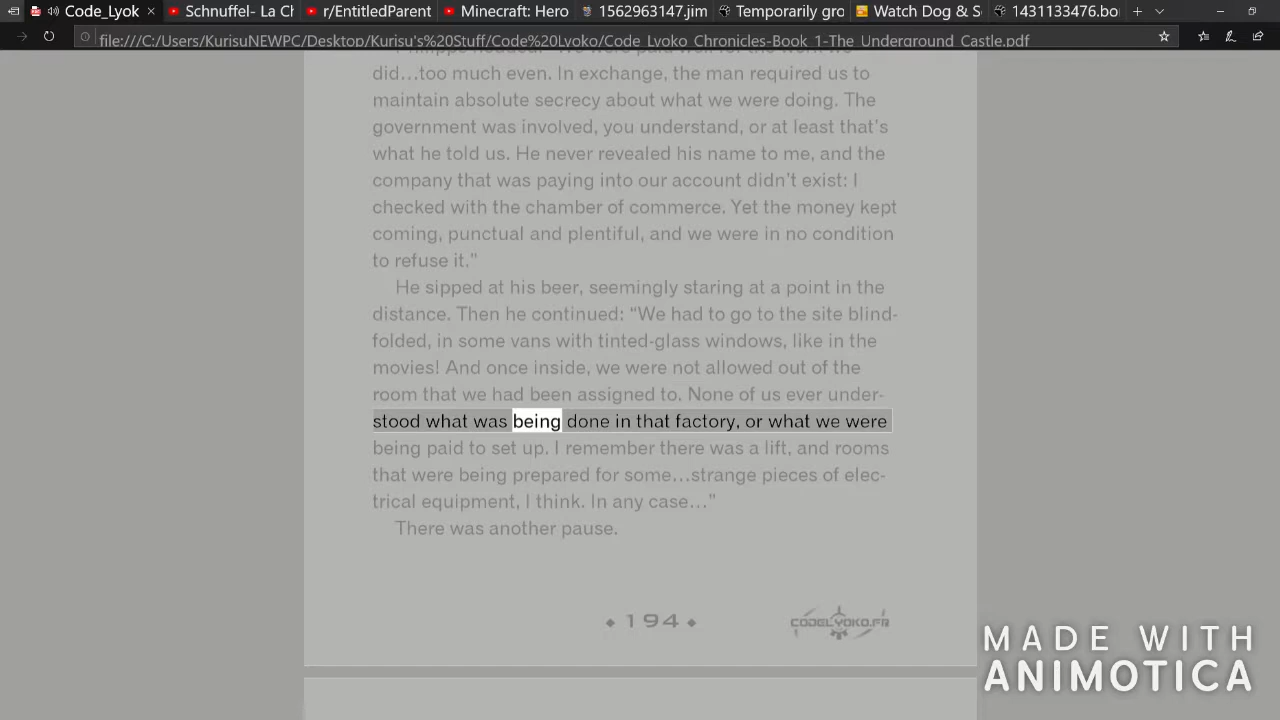 Code_Lyok
Schnuffel- La Ch
r/EntitledParent
Minecraft: Hero
1562963147.jim
Temporarily gro
Watch Dog & S
1431133476.bo
file:///C:/Users/KurisuNEWPC/Desktop/Kurisu's%20Stuff/Code%20Lyoko/Code_Lyoko_Chronicles-Book_1-The_Underground_Castle.pdf
did…too much even. In exchange, the man required us to
maintain absolute secrecy about what we were doing. The
government was involved, you understand, or at least that's
what he told us. He never revealed his name to me, and the
company that was paying into our account didn't exist: I
checked with the chamber of commerce. Yet the money kept
coming, punctual and plentiful, and we were in no condition
to refuse it."
He sipped at his beer, seemingly staring at a point in the
distance. Then he continued: “We had to go to the site blind-
folded, in some vans with tinted-glass windows, like in the
movies! And once inside, we were not allowed out of the
room that we had been assigned to. None of us ever under-
stood what was being done in that factory, or what we were
being paid to set up. I remember there was a lift, and rooms
that were being prepared for some…strange pieces of elec-
trical equipment, I think. In any case…”
There was another pause.
194
CODELYOKO.FR
MADE WITH
ANIMOTICA